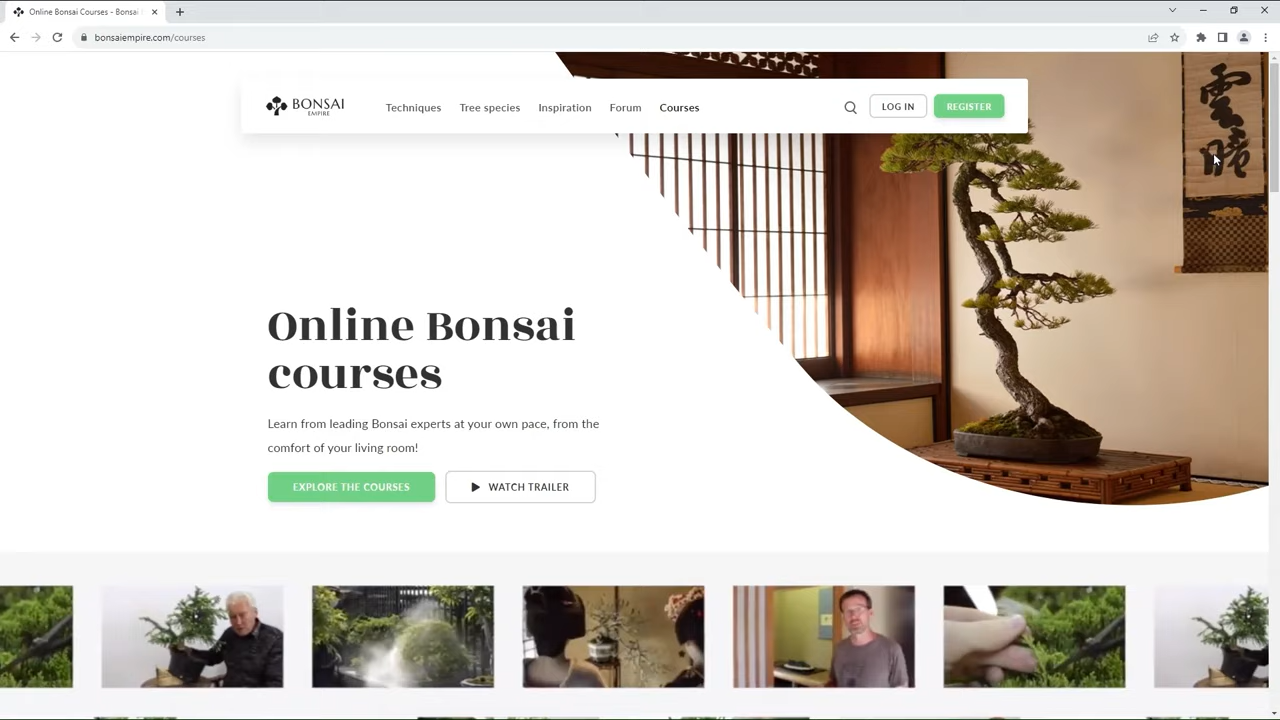 Online Bonsai Courses - Bonsai
bonsaiempire.com/courses
BONSAI
EMPIRE
Techniques
Tree species
Inspiration
Forum
Courses
LOG IN
REGISTER
雲
晴
Online Bonsai
courses
Learn from leading Bonsai experts at your own pace, from the
comfort of your living room!
EXPLORE THE COURSES
WATCH TRAILER